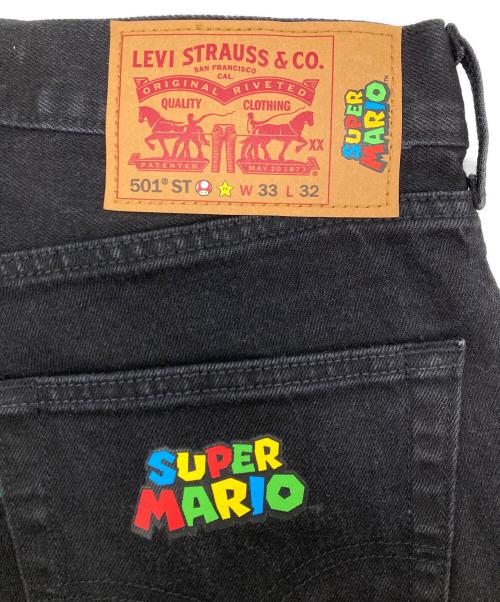 LEVI STRAUSS & CO.
SAN FRANCISCO
CAL.
ORIGINAL RIVETED
QUALITY CLOTHING
XX
PATENTED MAY 20 1873
501® ST W 33 L 32
SUPER
MARIO™
SUPER
MARIO